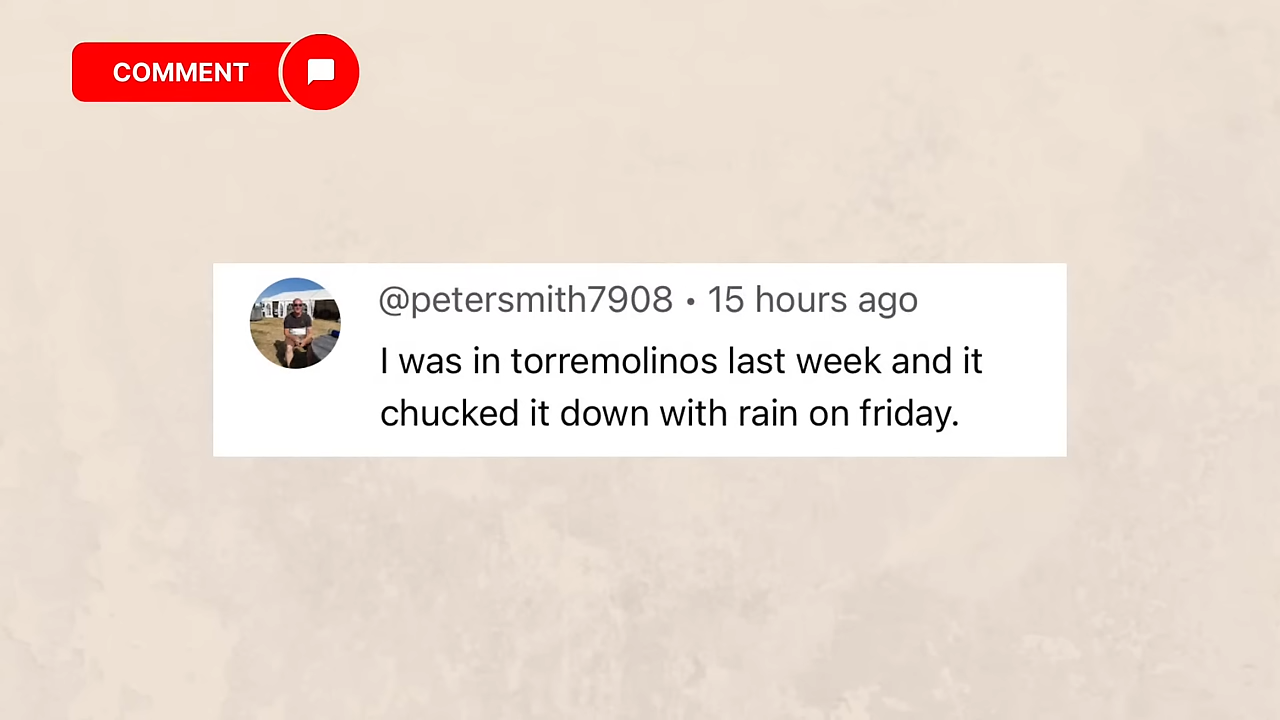 COMMENT
@petersmith7908 • 15 hours ago
I was in torremolinos last week and it
chucked it down with rain on friday.